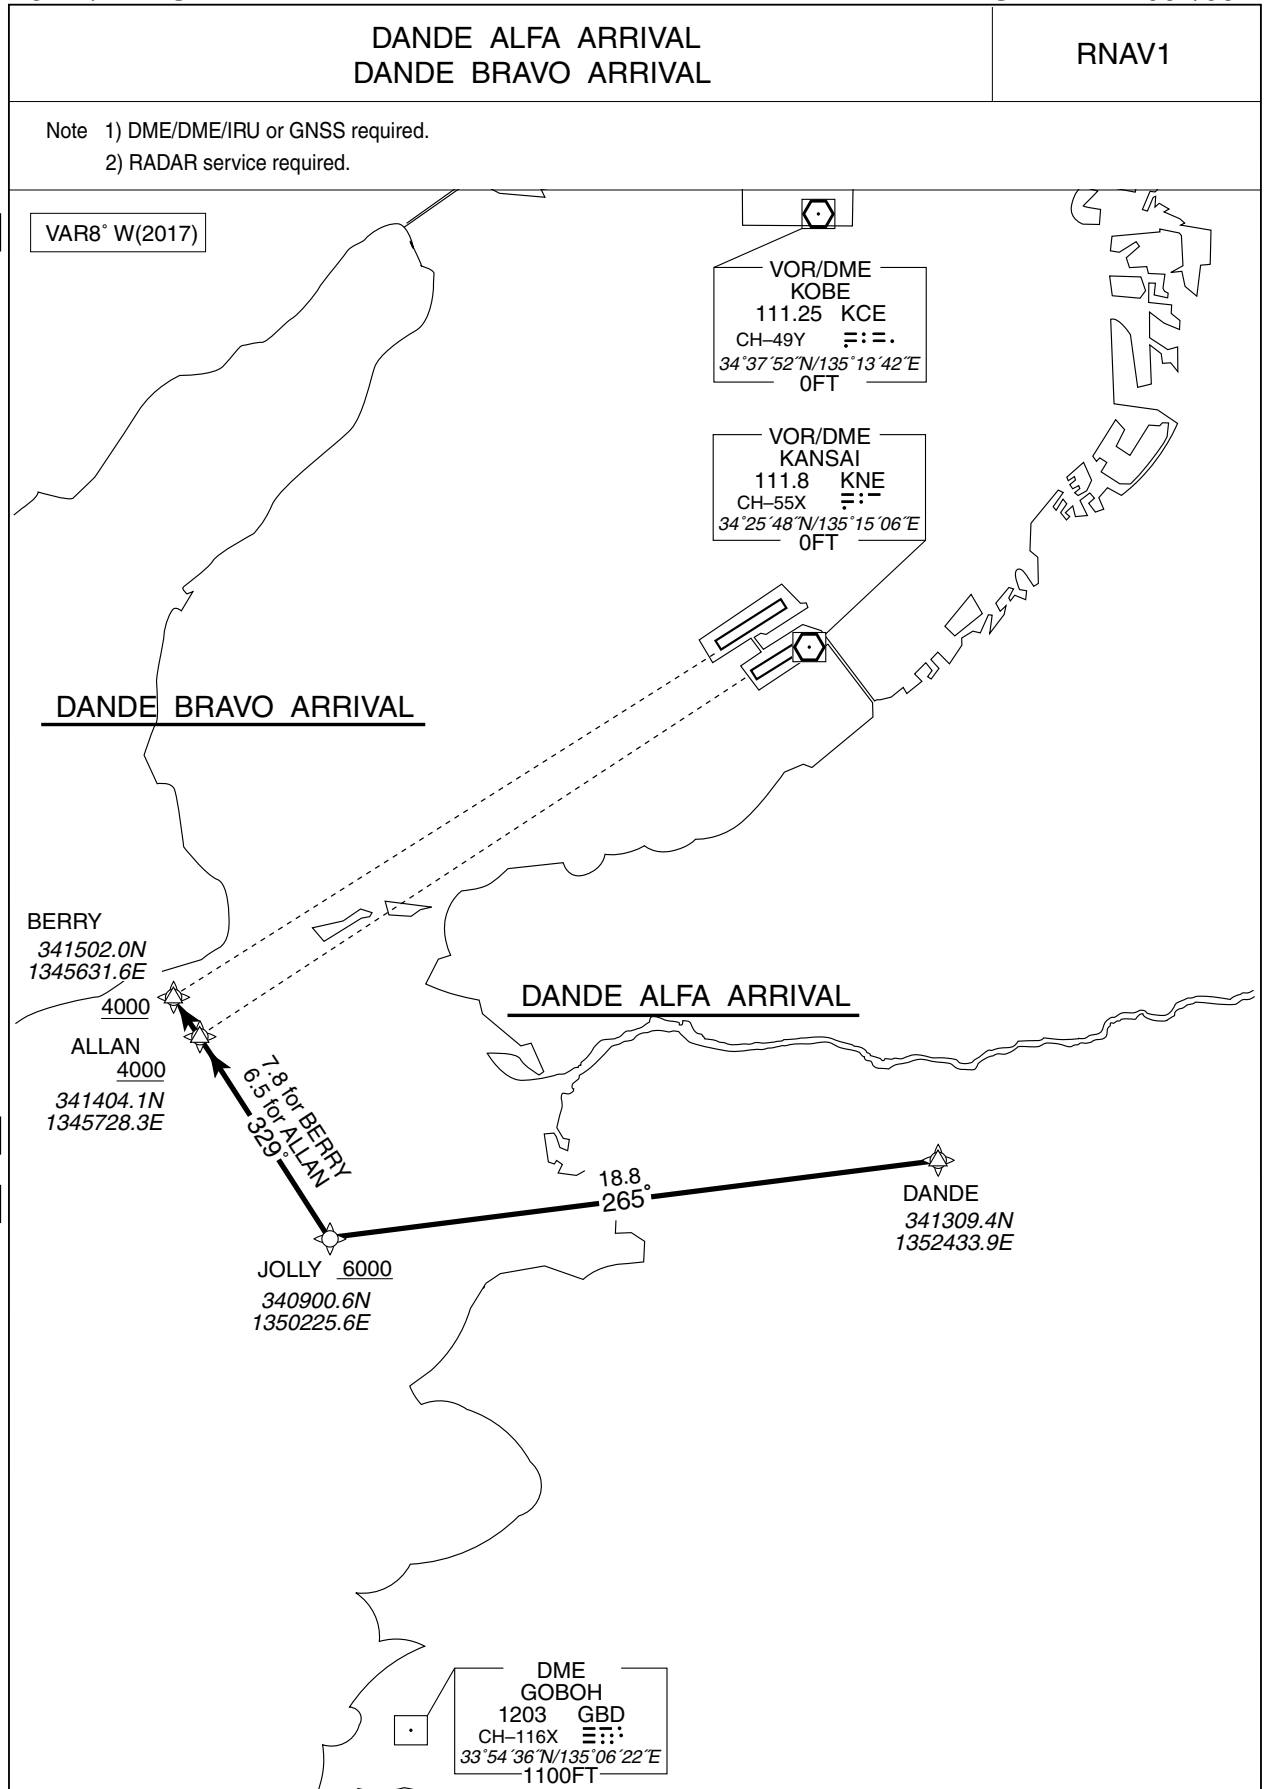 DANDE ALFA ARRIVAL
DANDE BRAVO ARRIVAL
RNAV1
Note 1) DME/DME/IRU or GNSS required.
2) RADAR service required.
VAR8˚ W(2017)
VOR/DME
KOBE
111.25 KCE
CH–49Y
34˚37´52˝N/135˚13´42˝E
0FT
VOR/DME
KANSAI
111.8 KNE
CH–55X
34˚25´48˝N/135˚15´06˝E
0FT
DANDE BRAVO ARRIVAL
BERRY
341502.0N
1345631.6E
4000
DANDE ALFA ARRIVAL
ALLAN
4000
341404.1N
1345728.3E
7.8 for BERRY
6.5 for ALLAN
329˚
18.8
265˚
DANDE
341309.4N
1352433.9E
JOLLY 6000
340900.6N
1350225.6E
DME
GOBOH
1203 GBD
CH–116X
33˚54´36˝N/135˚06´22˝E
1100FT